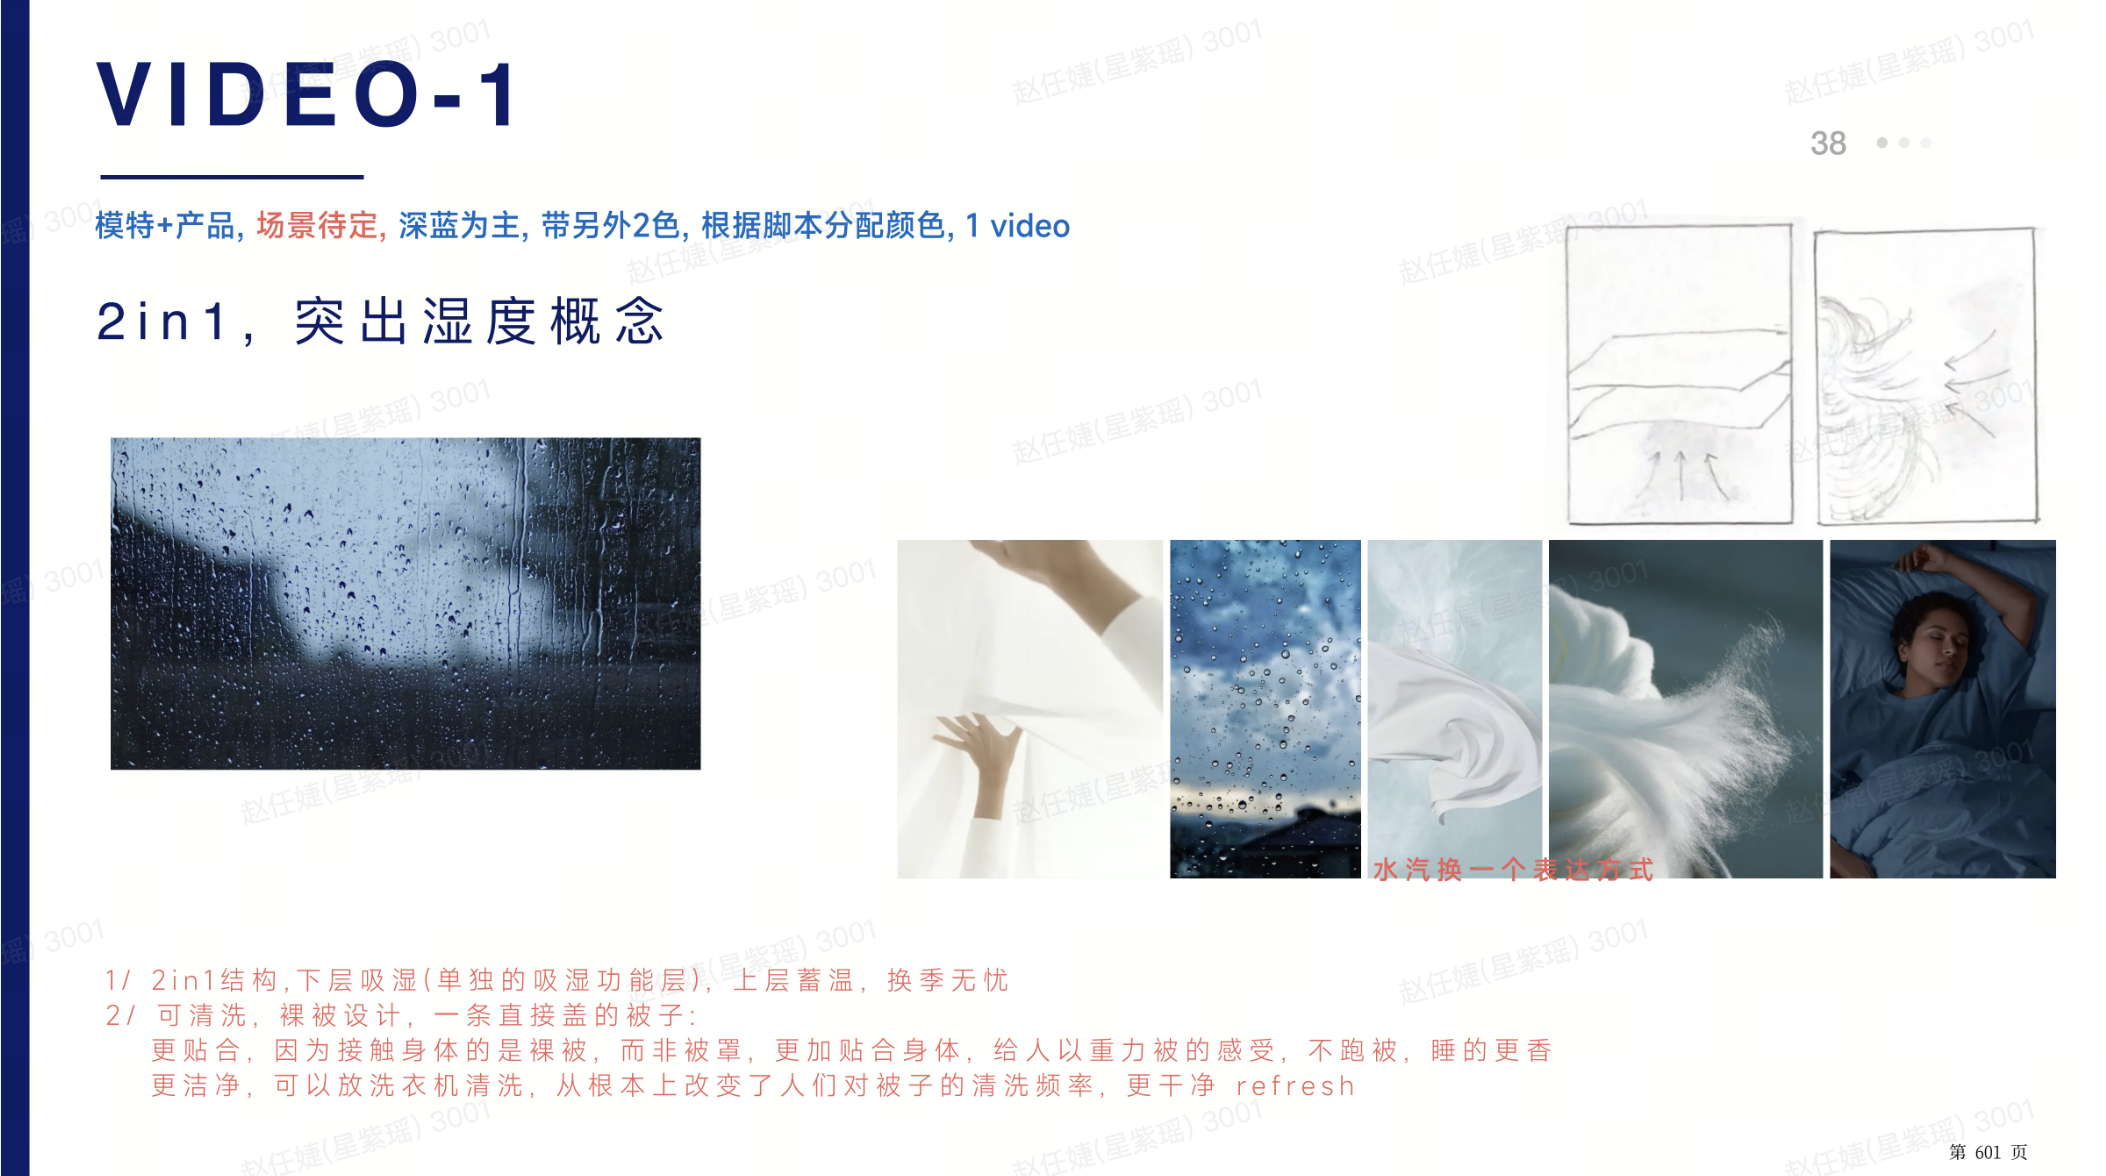 VIDEO-1
38
模特+产品, 场景待定, 深蓝为主, 带另外2色, 根据脚本分配颜色, 1 video
2in1, 突出湿度概念
水汽换一个表达方式
1/ 2in1结构,下层吸湿(单独的吸湿功能层), 上层蓄温, 换季无忧
2/ 可清洗, 裸被设计, 一条直接盖的被子:
更贴合, 因为接触身体的是裸被, 而非被罩, 更加贴合身体, 给人以重力被的感受, 不跑被, 睡的更香
更洁净, 可以放洗衣机清洗, 从根本上改变了人们对被子的清洗频率, 更干净 refresh
第 601 页
赵任婕(星紫瑶) 3001